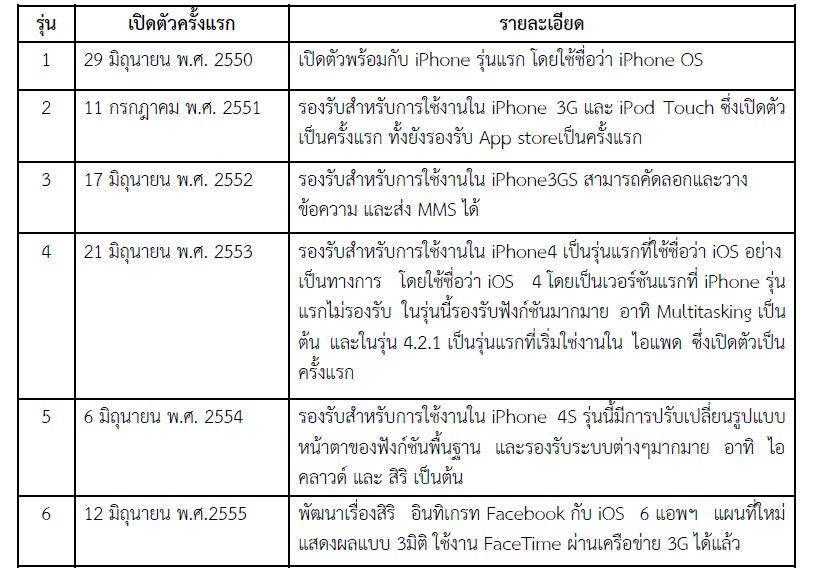 รุ่น เปิดตัวครั้งแรก รายละเอียด
1 29 มิถุนายน พ.ศ. 2550 เปิดตัวพร้อมกับ iPhone รุ่นแรก โดยใช้ชื่อว่า iPhone OS
2 11 กรกฎาคม พ.ศ. 2551 รองรับสำหรับการใช้งานใน iPhone 3G และ iPod Touch ซึ่งเปิดตัว
เป็นครั้งแรก ทั้งยังรองรับ App storeเป็นครั้งแรก
3 17 มิถุนายน พ.ศ. 2552 รองรับสำหรับการใช้งานใน iPhone3GS สามารถคัดลอกและวาง
ข้อความ และส่ง MMS ได้
4 21 มิถุนายน พ.ศ. 2553 รองรับสำหรับการใช้งานใน iPhone4 เป็นรุ่นแรกที่ใช้ชื่อว่า iOS อย่าง
เป็นทางการ โดยใช้ชื่อว่า iOS 4 โดยเป็นเวอร์ชันแรกที่ iPhone รุ่น
แรกไม่รองรับ ในรุ่นนี้รองรับฟังก์ชันมากมาย อาทิ Multitasking เป็น
ต้น และในรุ่น 4.2.1 เป็นรุ่นแรกที่เริ่มใช่งานใน ไอแพด ซึ่งเปิดตัวเป็น
ครั้งแรก
5 6 มิถุนายน พ.ศ. 2554 รองรับสำหรับการใช้งานใน iPhone 4S รุ่นนี้มีการปรับเปลี่ยนรูปแบบ
หน้าตาของฟังก์ชันพื้นฐาน และรองรับระบบต่างๆมากมาย อาทิ ไอ
คลาวด์ และ สิริ เป็นต้น
6 12 มิถุนายน พ.ศ.2555 พัฒนาเรื่องสิริ อินทิเกรท Facebook กับ iOS 6 แอพฯ แผนที่ใหม่
แสดงผลแบบ 3มิติ ใช้งาน FaceTime ผ่านเครือข่าย 3G ได้แล้ว